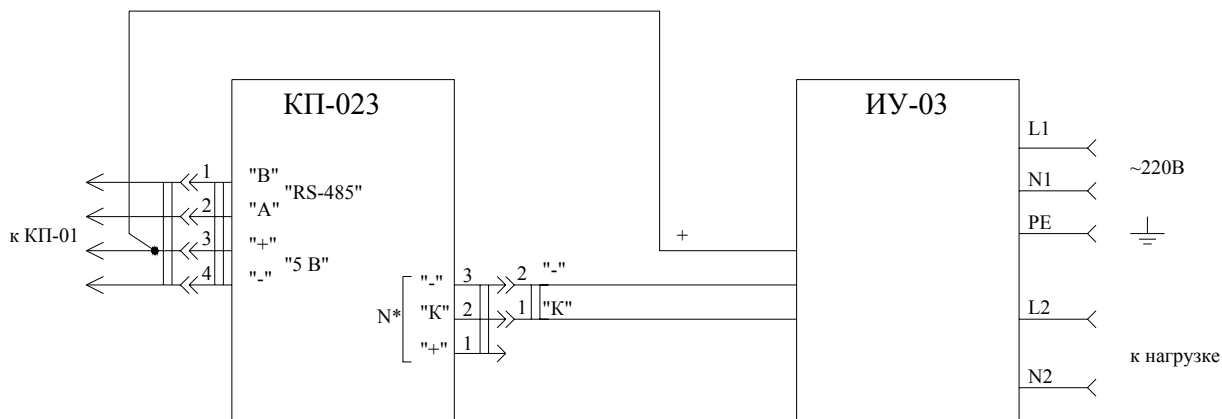 КП-023
ИУ-03
L1
~220В
N1
PE
1
"В"
"RS-485"
2
"А"
к КП-01
3
"+"
"5 В"
4
"-"
+
N*
"-"
3
2
"-"
"К"
2
1
"К"
"+"
1
L2
к нагрузке
N2